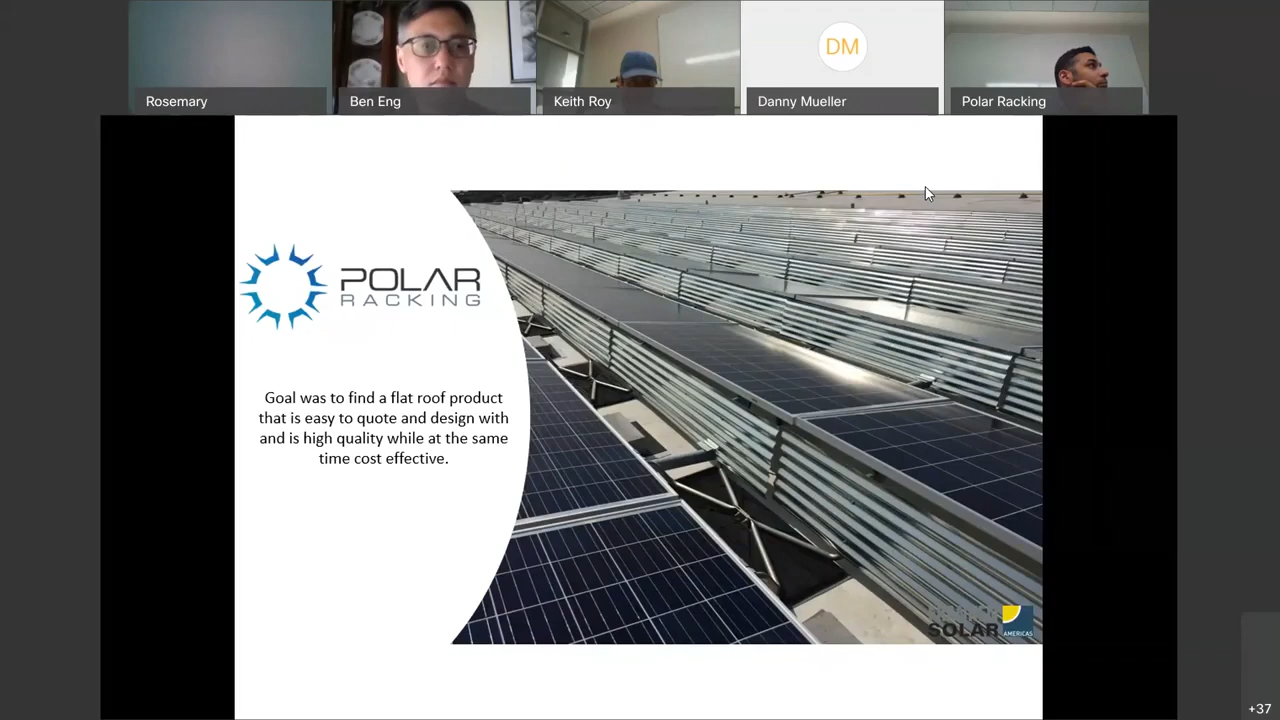 DM
Rosemary
Ben Eng
Keith Roy
Danny Mueller
Polar Racking
POLAR
RACKING
Goal was to find a flat roof product
that is easy to quote and design with
and is high quality while at the same
time cost effective.
SOLAR
AMERICAS
+37